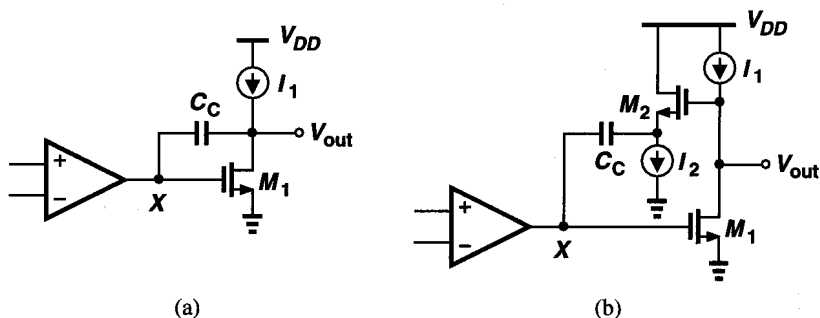 V_DD
I_1
C_C
V_out
+
−
X
M_1
(a)
V_DD
I_1
M_2
C_C
I_2
V_out
+
−
X
M_1
(b)